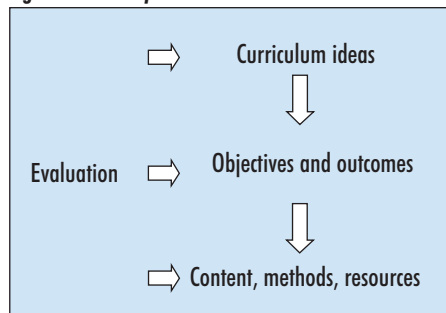 Curriculum ideas
Evaluation
Objectives and outcomes
Content, methods, resources